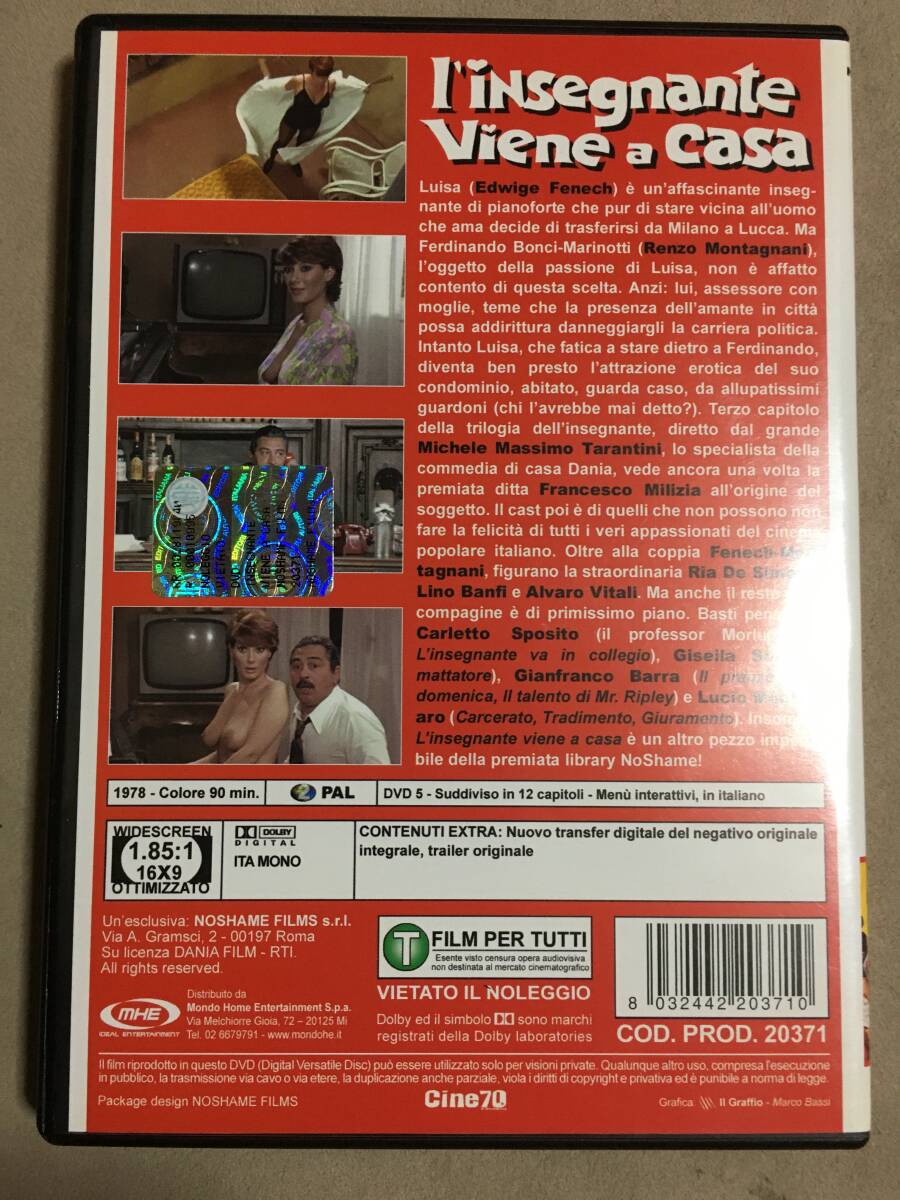 l'insegnante
viene a casa
Luisa (Edwige Fenech) è un'affascinante inseg-
nante di pianoforte che pur di stare vicina all'uomo
che ama decide di trasferirsi da Milano a Lucca. Ma
Ferdinando Bonci-Marinotti (Renzo Montagnani),
l'oggetto della passione di Luisa, non è affatto
contento di questa scelta. Anzi: lui, assessore con
moglie, teme che la presenza dell'amante in città
possa addirittura danneggiargli la carriera politica.
Intanto Luisa, che fatica a stare dietro a Ferdinando,
diventa ben presto l'attrazione erotica del suo
condominio, abitato, guarda caso, da allupatissimi
guardoni (chi l'avrebbe mai detto?). Terzo capitolo
della trilogia dell'insegnante, diretto dal grande
Michele Massimo Tarantini, lo specialista della
commedia di casa Dania, vede ancora una volta la
premiata ditta Francesco Milizia all'origine del
soggetto. Il cast poi è di quelli che non possono non
fare la felicità di tutti i veri appassionati del
popolare italiano. Oltre alla coppia Fenech-
tagnani, figurano la straordinaria Ria De
Lino Banfi e Alvaro Vitali. Ma anche il
compagine è di primissimo piano. Basti
Carletto Sposito (il professor
L'insegnante va in collegio),
mattatore), Gianfranco Barra (Il
domenica, Il talento di Mr. Ripley) e Lucio
aro (Carcerato, Tradimento, Giuramento).
L'insegnante viene a casa è un altro pezzo
bile della premiata library NoShame!
1978 - Colore 90 min.
2 PAL
DVD 5 - Suddiviso in 12 capitoli - Menù interattivi, in italiano
WIDESCREEN
1.85:1
16X9
OTTIMIZZATO
DOLBY
DIGITAL
ITA MONO
CONTENUTI EXTRA: Nuovo transfer digitale del negativo originale
integrale, trailer originale
Un'esclusiva: NOSHAME FILMS s.r.l.
Via A. Gramsci, 2 - 00197 Roma
Su licenza DANIA FILM - RTI.
All rights reserved.
MHE
IDEAL ENTERTAINMENT
Distribuito da
Mondo Home Entertainment S.p.a.
Via Melchiorre Gioia, 72 – 20125 Mi
Tel. 02 6679791 - www.mondohe.it
T
FILM PER TUTTI
Esente visto censura opera audiovisiva
non destinata al mercato cinematografico
VIETATO IL NOLEGGIO
Dolby ed il simbolo sono marchi
registrati della Dolby laboratories
8 032442 203710
COD. PROD. 20371
Il film riprodotto in questo DVD (Digital Versatile Disc) può essere utilizzato solo per visioni private. Qualunque altro uso, compresa l'esecuzione
in pubblico, la trasmissione via cavo o via etere, la duplicazione anche parziale, viola i diritti di copyright e privativa ed è punibile a norma di legge.
Package design NOSHAME FILMS
Cine70
Grafica: Il Graffio - Marco Bassi